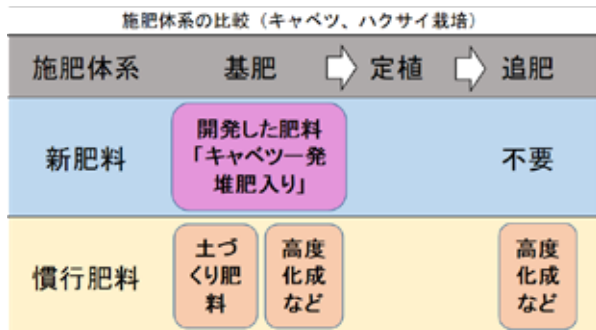 施肥体系の比較（キャベツ、ハクサイ栽培）
施肥体系 基肥 定植 追肥
新肥料
開発した肥料
「キャベツ一発
堆肥入り」
不要
慣行肥料
土づ
くり肥
料
高度
化成
など
高度
化成
など